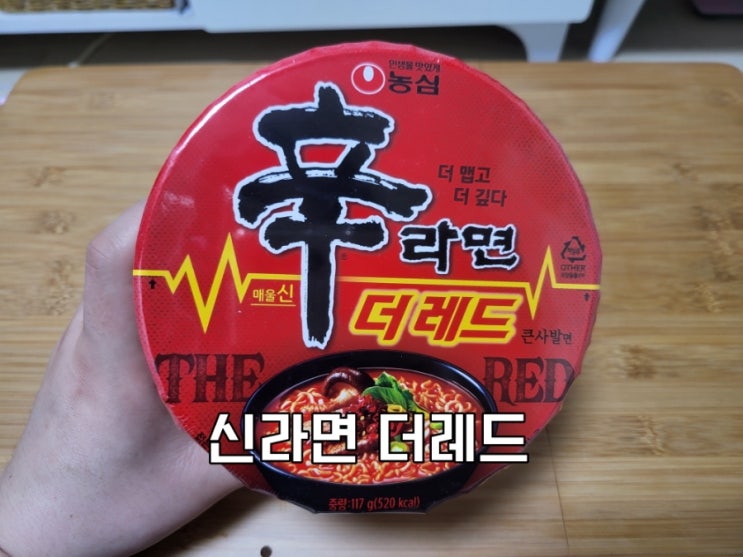 인생을 맛있게
농심
더 맵고
더 깊다
辛라면
매울신
더레드
큰사발면
OTHER
THE RED
신라면 더레드
중량:117 g(520 kcal)